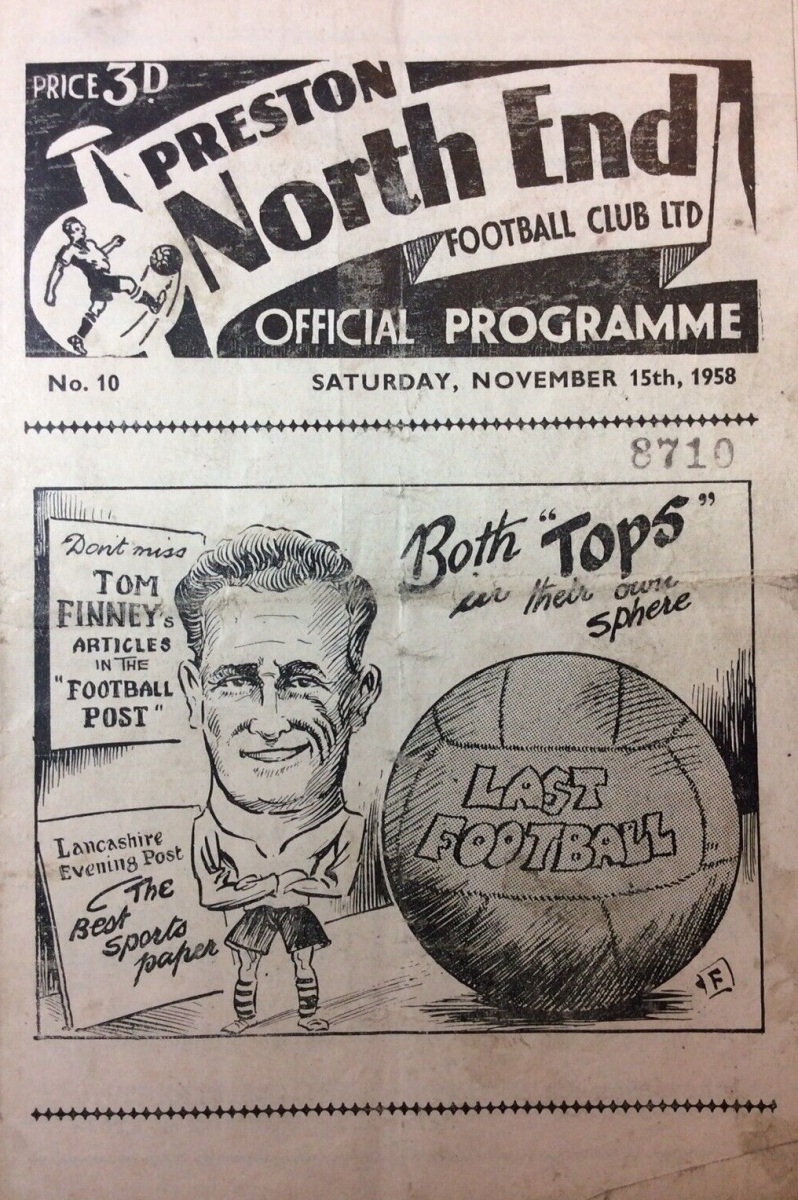 PRICE 3D
PRESTON
North End
FOOTBALL CLUB LTD
OFFICIAL PROGRAMME
No. 10
SATURDAY, NOVEMBER 15th, 1958
8710
Don't miss
TOM
FINNEY's
ARTICLES
IN THE
"FOOTBALL
POST"
Both "TOPS"
in their own
sphere
LAST
FOOTBALL
Lancashire
Evening Post
The
Best
Sports
paper
F